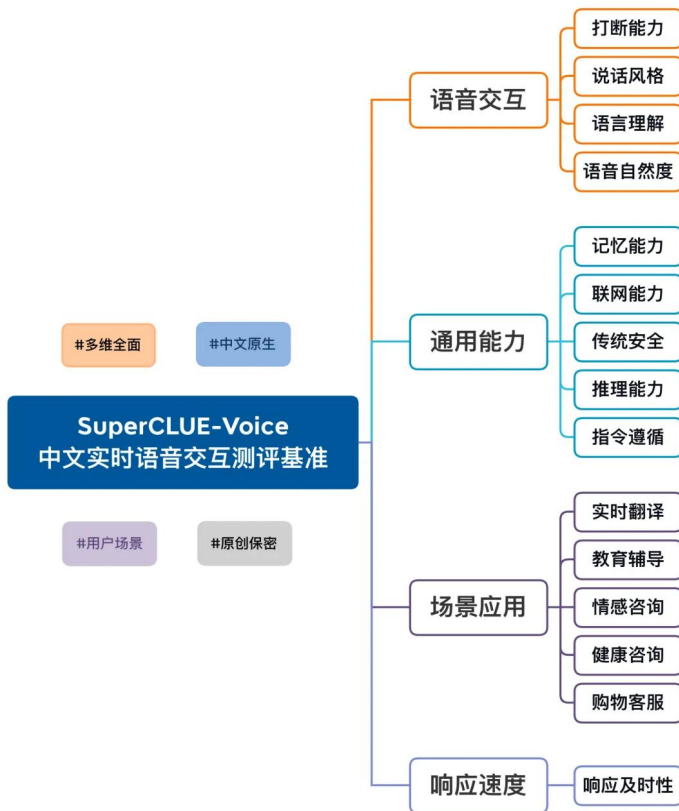 打断能力
说话风格
语音交互
语言理解
语音自然度
记忆能力
联网能力
通用能力
传统安全
推理能力
指令遵循
#多维全面
#中文原生
SuperCLUE-Voice
中文实时语音交互测评基准
#用户场景
#原创保密
实时翻译
教育辅导
场景应用
情感咨询
健康咨询
购物客服
响应速度
响应及时性